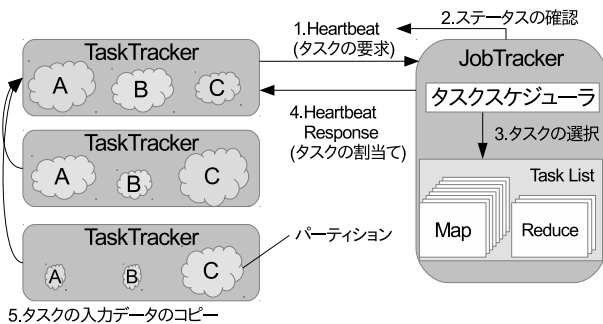 1.Heartbeat
(タスクの要求)
2.ステータスの確認
TaskTracker
A
B
C
JobTracker
タスクスケジューラ
4.Heartbeat
Response
(タスクの割当て)
3.タスクの選択
TaskTracker
A
B
C
Task List
Map
Reduce
TaskTracker
A
B
C
パーティション
5.タスクの入力データのコピー